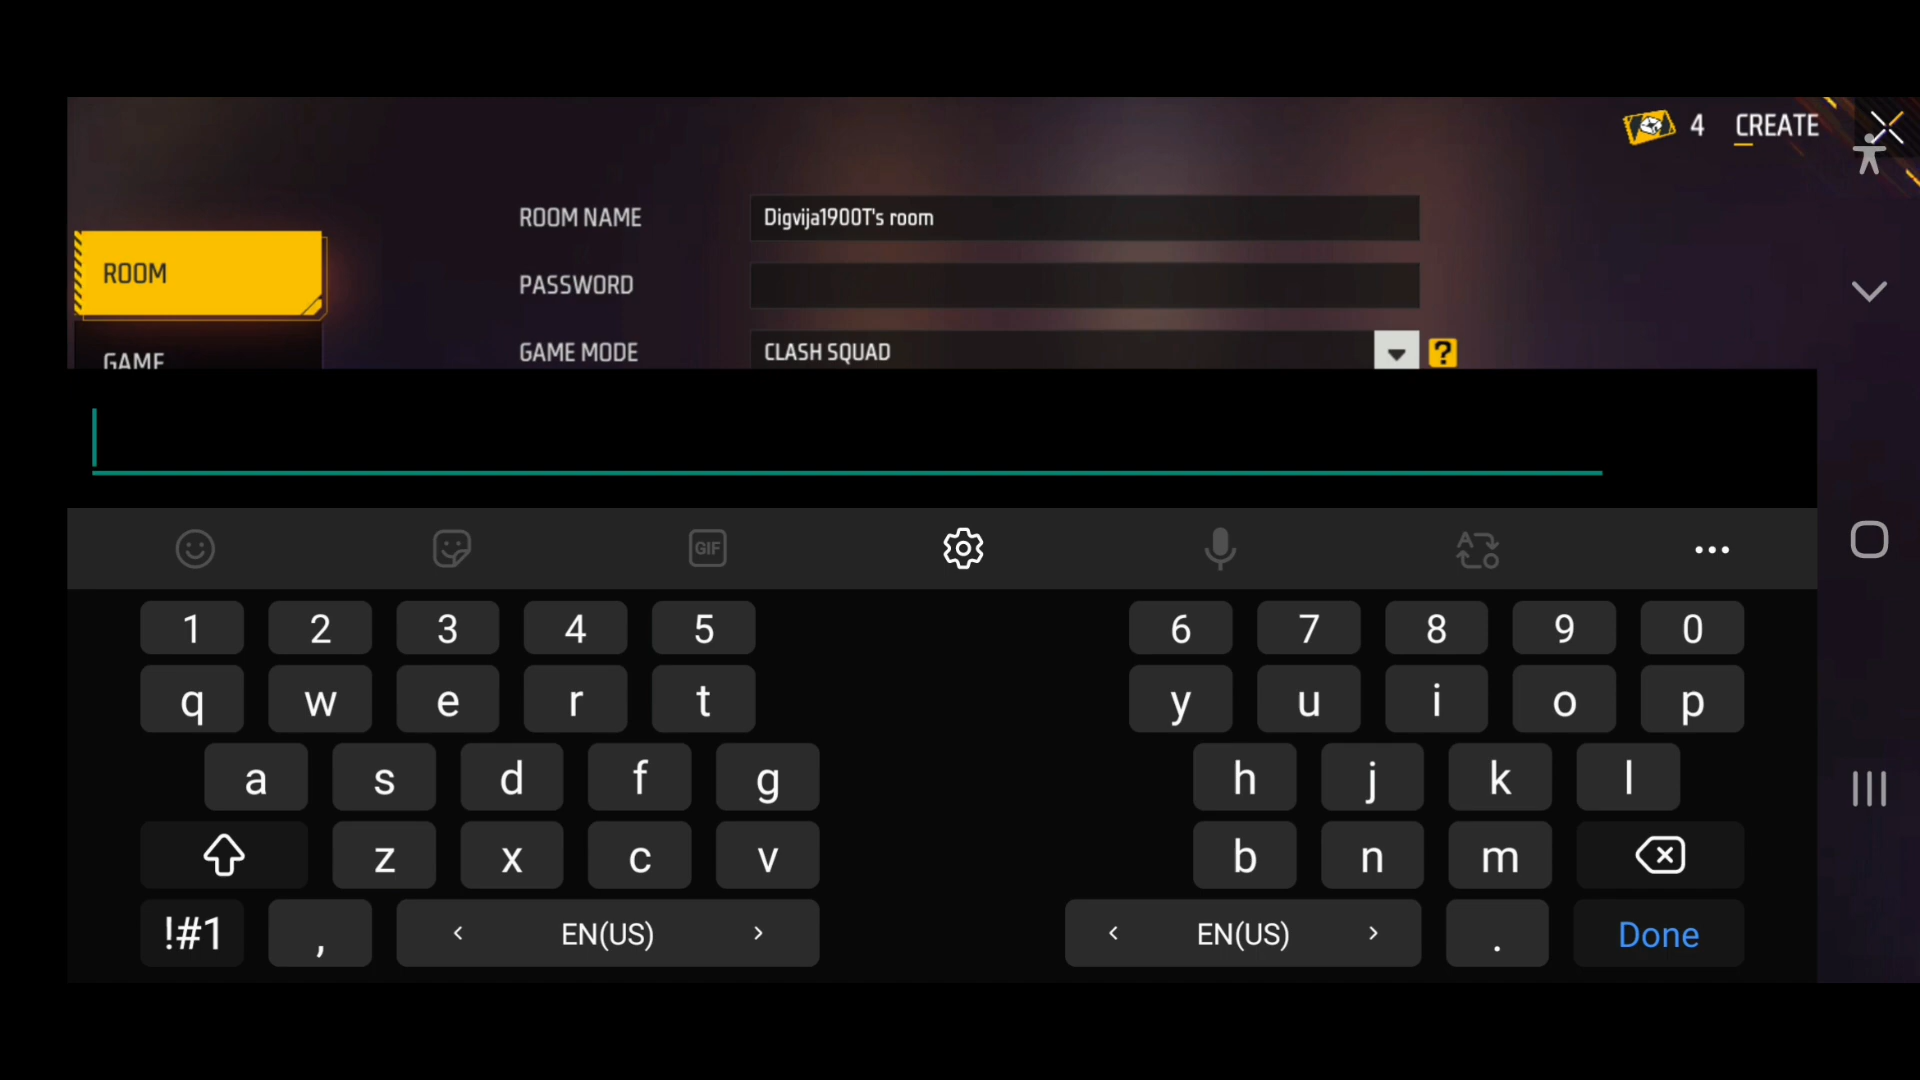 4 CREATE
ROOM NAME Digvija1900T's room
ROOM
PASSWORD
GAME MODE CLASH SQUAD ?
GAME
GIF
1 2 3 4 5 6 7 8 9 0
q w e r t y u i o p
a s d f g h j k l
z x c v b n m
!#1 , < EN(US) > < EN(US) > . Done